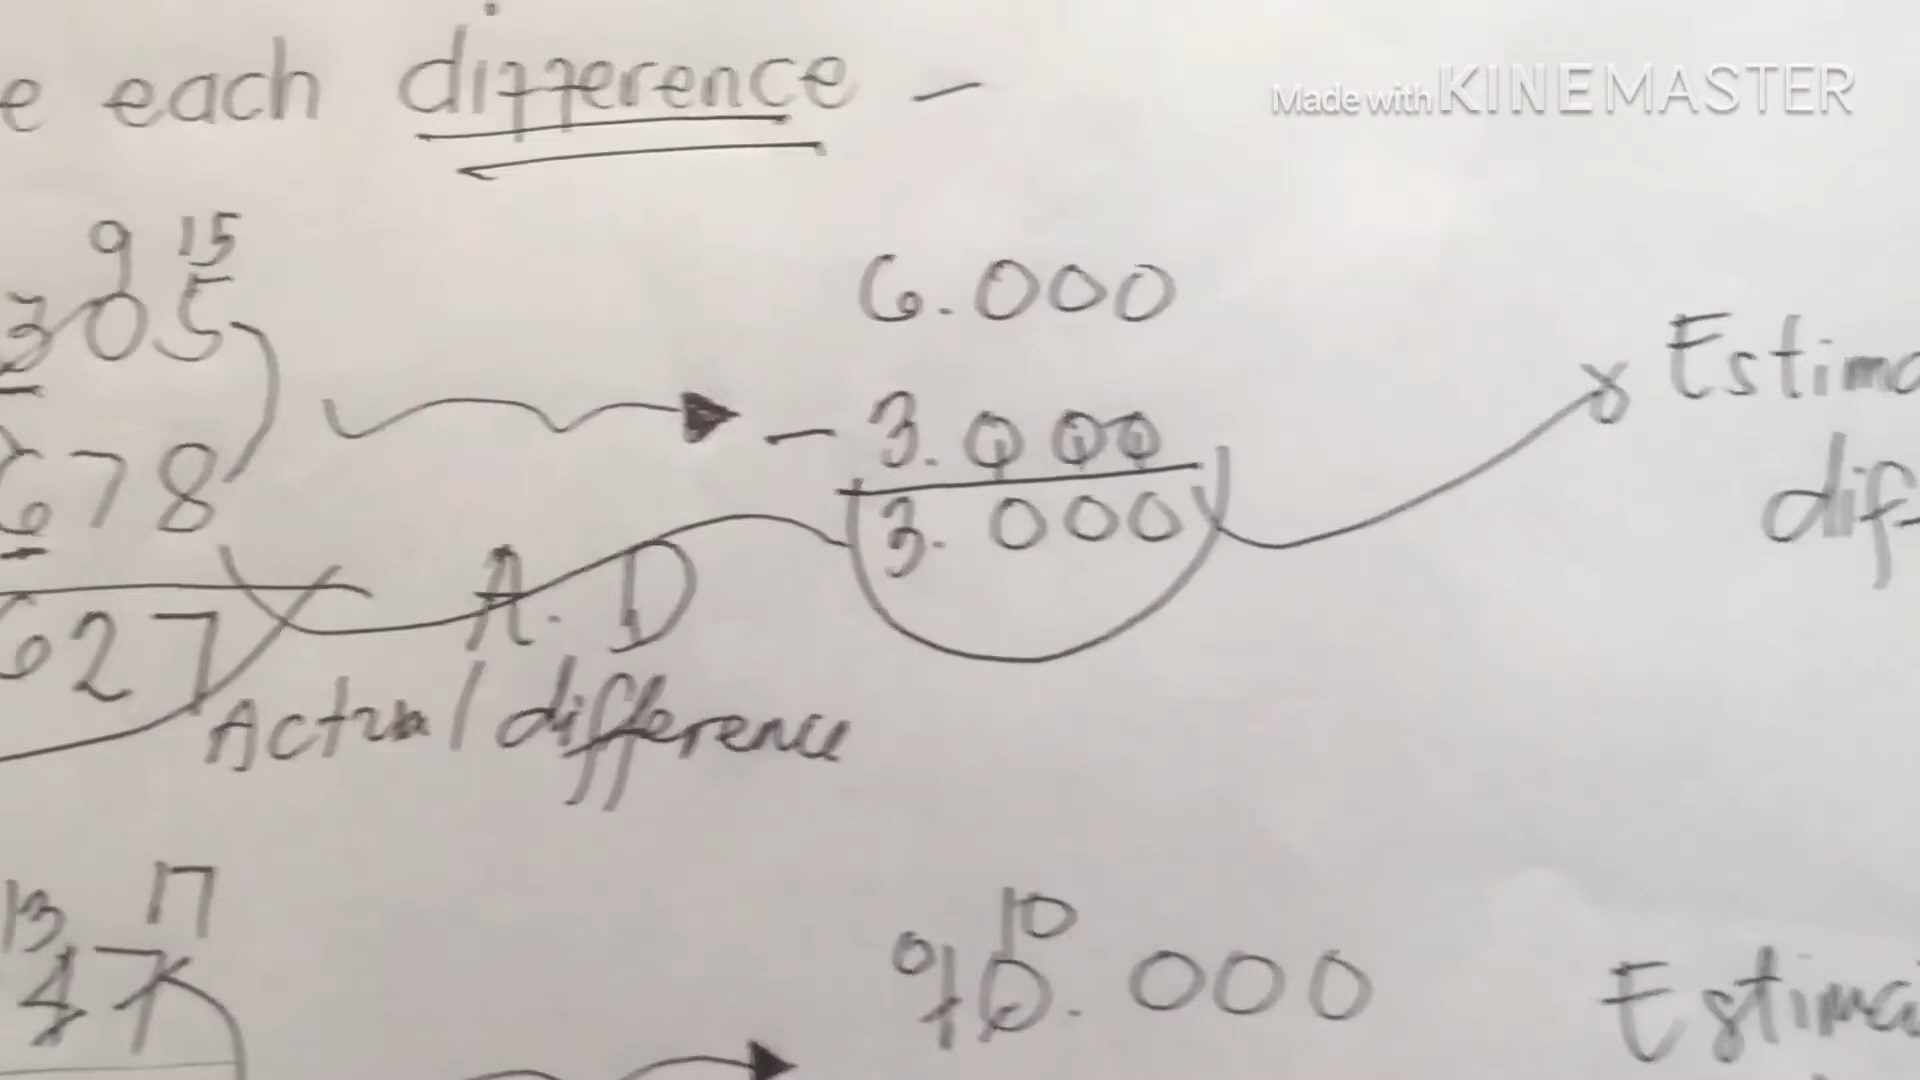 e each difference -
Made with KINEMASTER
9 15
305
6.000
678
- 3.000
3.000
Estima
dif
627
A.D
Actual difference
13 17
47
0 10
10.000
Estima